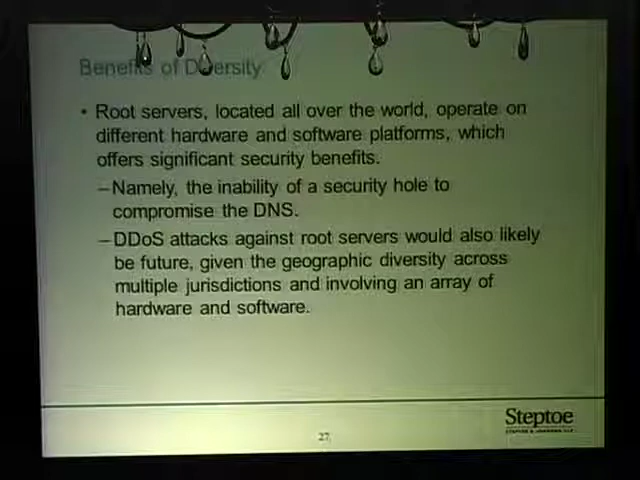 Benefits of Diversity
• Root servers, located all over the world, operate on
different hardware and software platforms, which
offers significant security benefits.
–Namely, the inability of a security hole to
compromise the DNS.
–DDoS attacks against root servers would also likely
be future, given the geographic diversity across
multiple jurisdictions and involving an array of
hardware and software.
Steptoe
STEPTOE & JOHNSON LLP
27